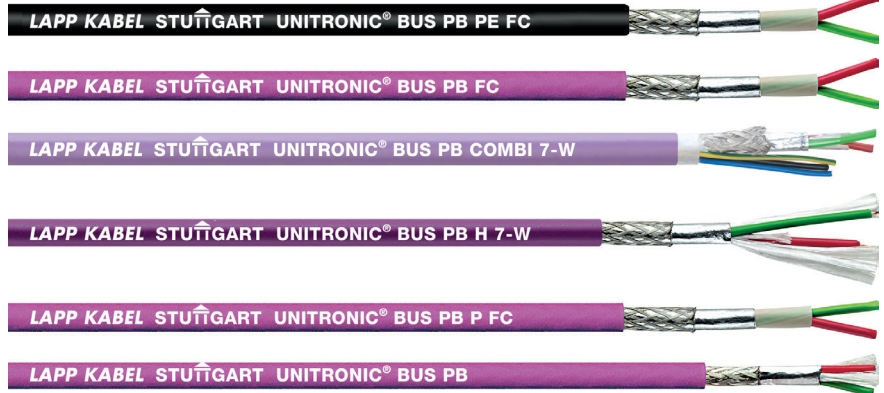 LAPP KABEL STUTTGART UNITRONIC® BUS PB PE FC
LAPP KABEL STUTTGART UNITRONIC® BUS PB FC
LAPP KABEL STUTTGART UNITRONIC® BUS PB COMBI 7-W
LAPP KABEL STUTTGART UNITRONIC® BUS PB H 7-W
LAPP KABEL STUTTGART UNITRONIC® BUS PB P FC
LAPP KABEL STUTTGART UNITRONIC® BUS PB